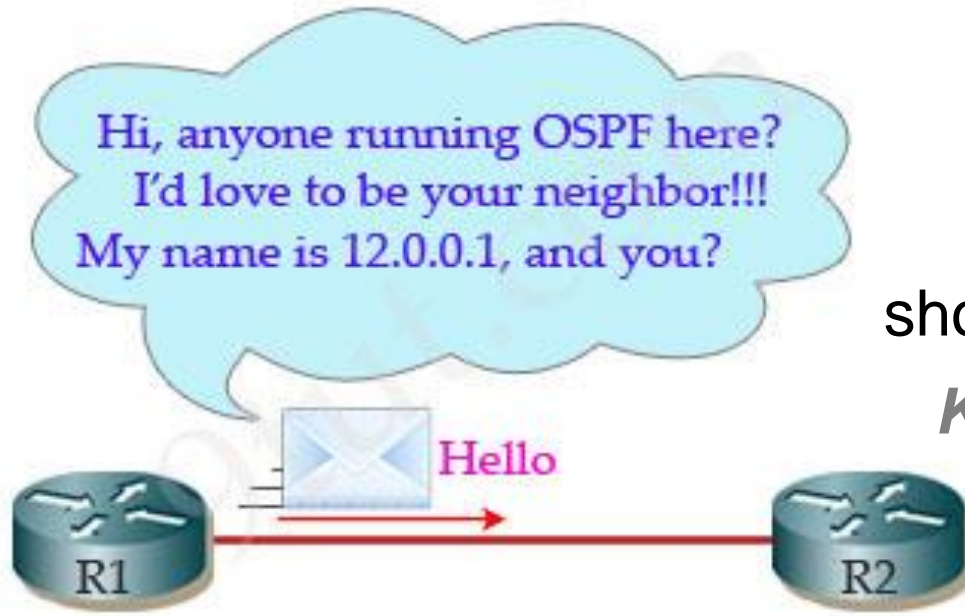 Hi, anyone running OSPF here?
I'd love to be your neighbor!!!
My name is 12.0.0.1, and you?
Hello
R1
R2